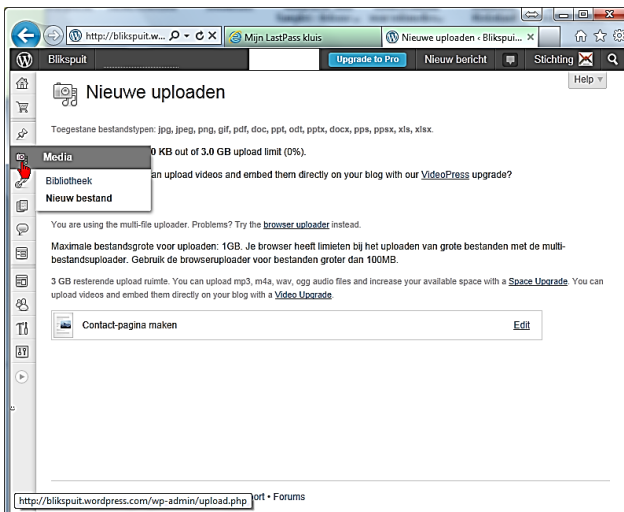 http://blikspuit.w...
Mijn LastPass kluis
Nieuwe uploaden ‹ Blikspui...
Blikspuit
Upgrade to Pro
Nieuw bericht
Stichting
Help
Nieuwe uploaden
Toegestane bestandstypen: jpg, jpeg, png, gif, pdf, doc, ppt, odt, pptx, docx, pps, ppsx, xls, xlsx.
Media
0 KB out of 3.0 GB upload limit (0%).
Bibliotheek
an upload videos and embed them directly on your blog with our VideoPress upgrade?
Nieuw bestand
You are using the multi-file uploader. Problems? Try the browser uploader instead.
Maximale bestandsgrote voor uploaden: 1GB. Je browser heeft limieten bij het uploaden van grote bestanden met de multi-
bestandsuploader. Gebruik de browseruploader voor bestanden groter dan 100MB.
3 GB resterende upload ruimte. You can upload mp3, m4a, wav, ogg audio files and increase your available space with a Space Upgrade. You can
upload videos and embed them directly on your blog with a Video Upgrade.
Contact-pagina maken
Edit
http://blikspuit.wordpress.com/wp-admin/upload.php
ort • Forums